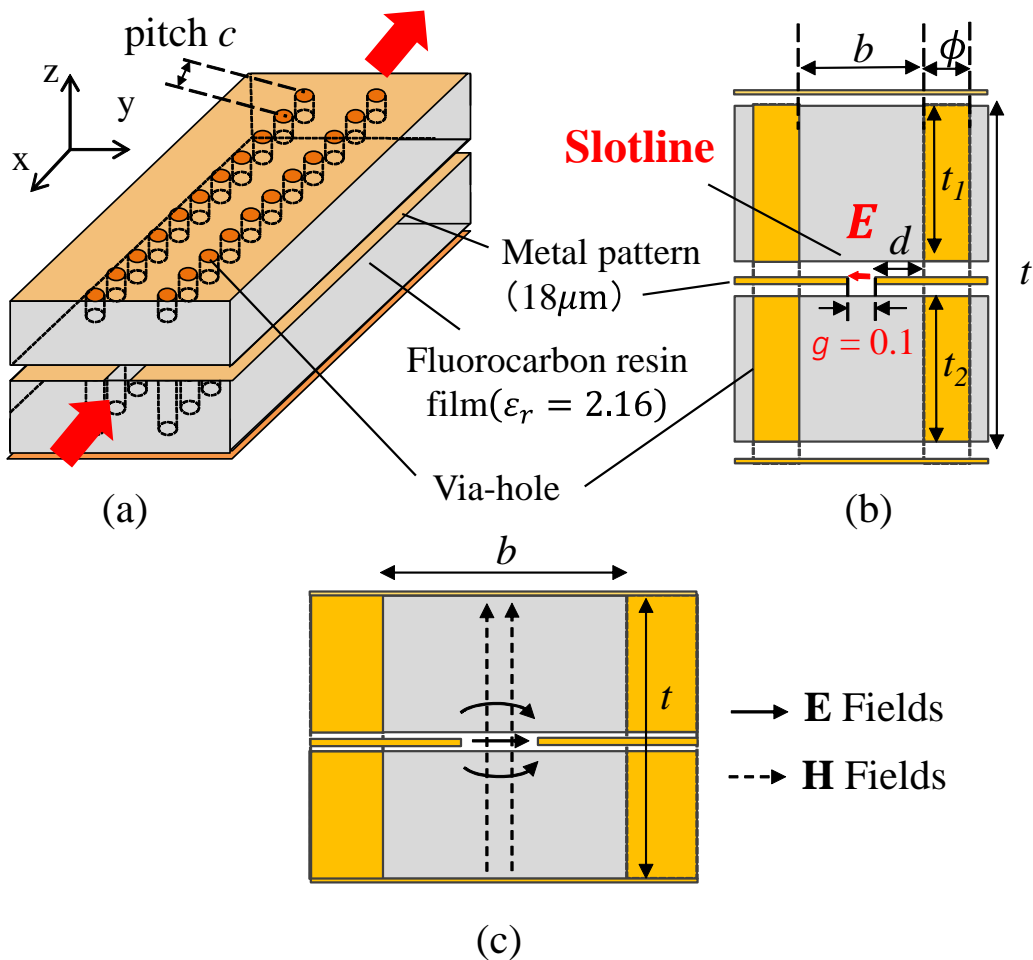 pitch c
z
y
x
Metal pattern
(18μm)
Fluorocarbon resin
film(εr = 2.16)
Via-hole
(a)
b
ϕ
Slotline
t1
E
d
t
g = 0.1
t2
(b)
b
t
E Fields
H Fields
(c)